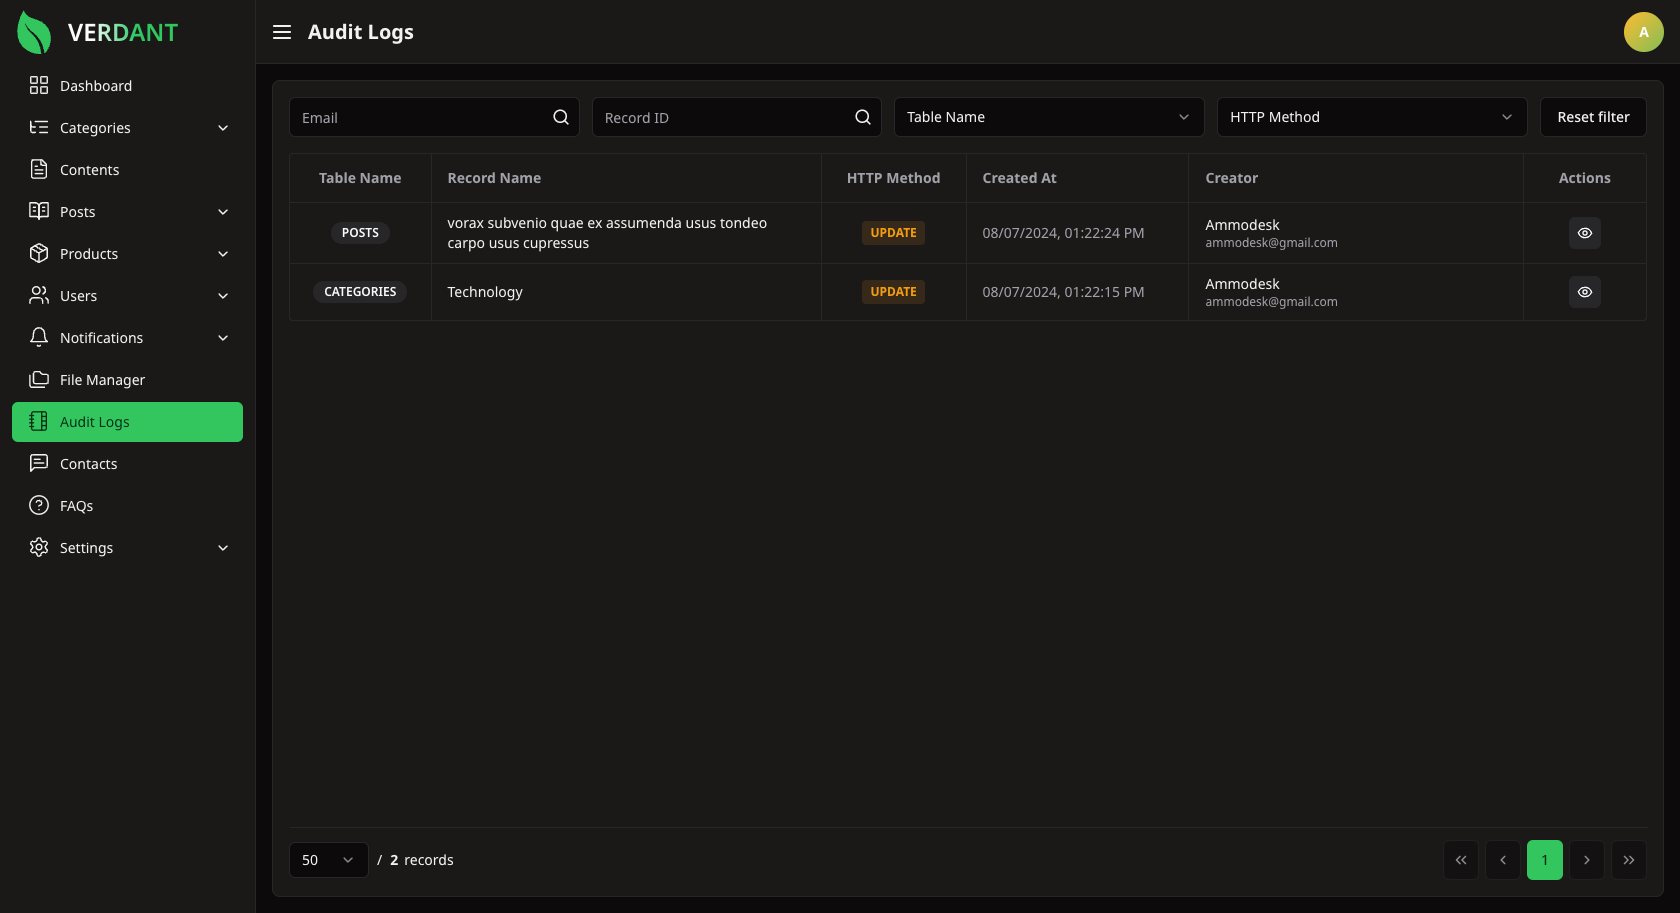 VERDANT
Dashboard
Categories
Contents
Posts
Products
Users
Notifications
File Manager
Audit Logs
Contacts
FAQs
Settings
Audit Logs
A
Email
Record ID
Table Name
HTTP Method
Reset filter
Table Name Record Name HTTP Method Created At Creator Actions
POSTS
vorax subvenio quae ex assumenda usus tondeo
carpo usus cupressus
UPDATE
08/07/2024, 01:22:24 PM
Ammodesk
ammodesk@gmail.com
CATEGORIES
Technology
UPDATE
08/07/2024, 01:22:15 PM
Ammodesk
ammodesk@gmail.com
50 / 2 records
1